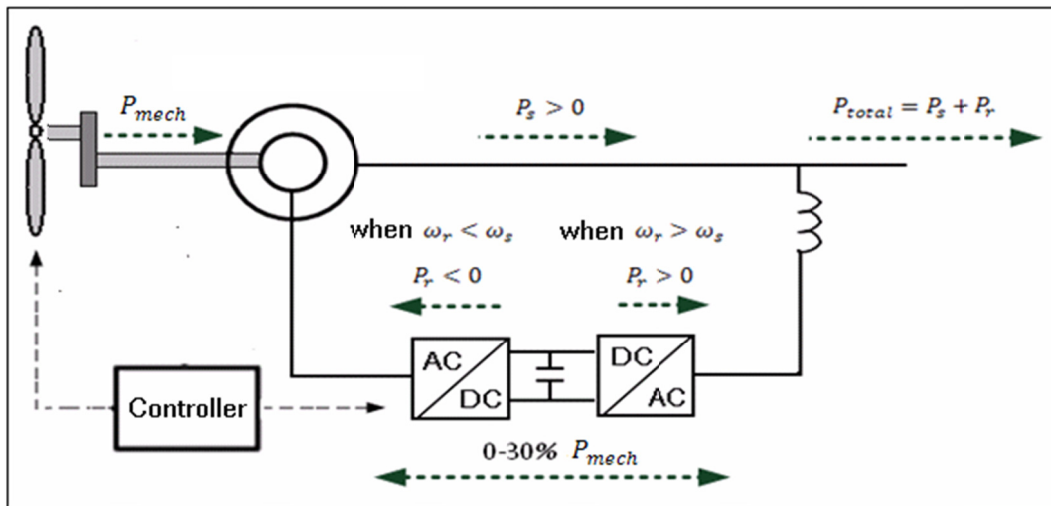 P_mech
P_s > 0
P_total = P_s + P_r
when ω_r < ω_s
when ω_r > ω_s
P_r < 0
P_r > 0
AC
DC
DC
AC
Controller
0-30% P_mech